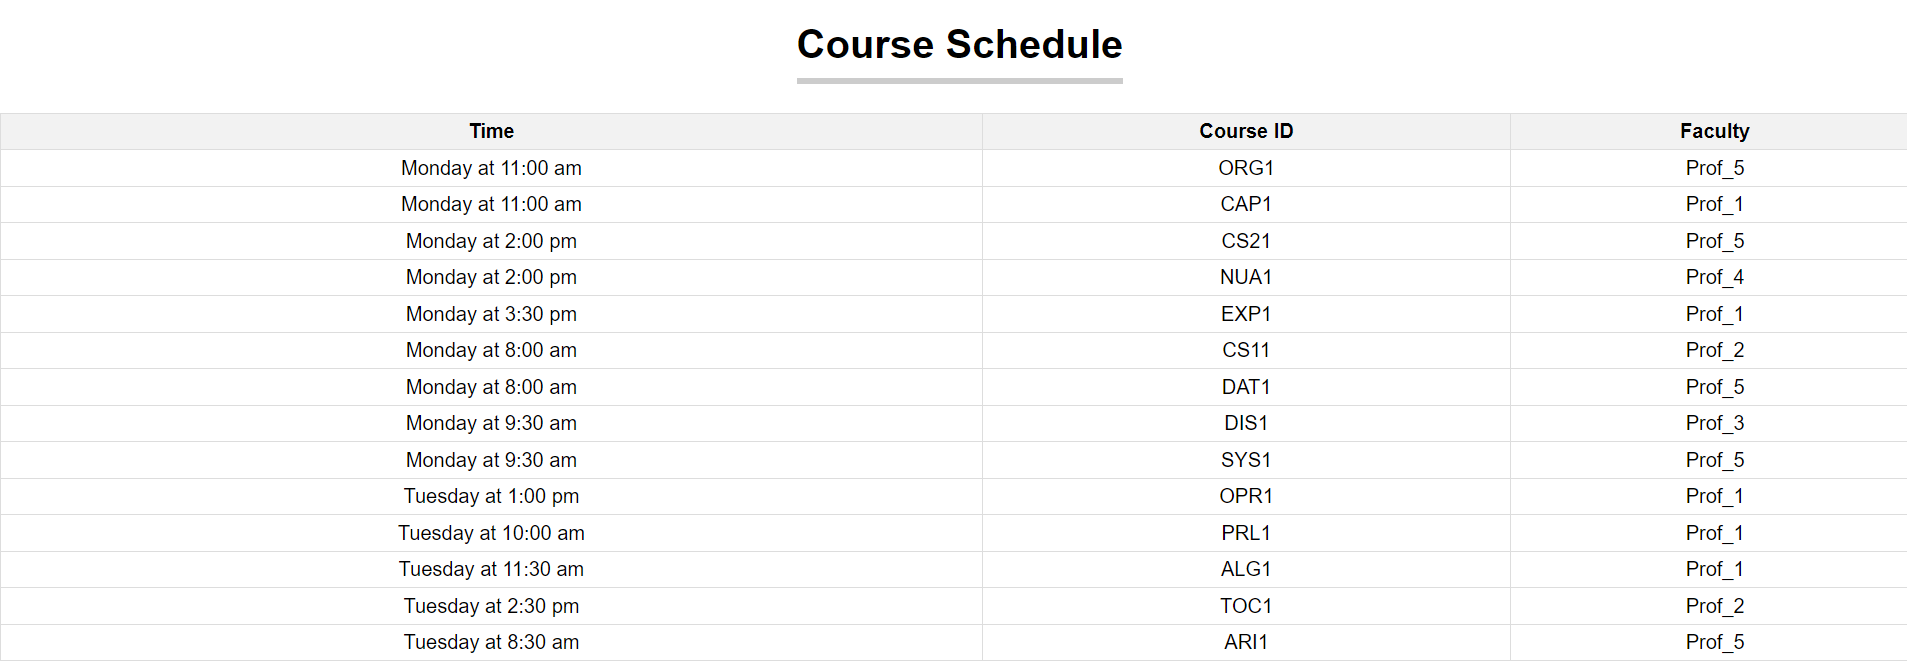 Course Schedule
Time Course ID Faculty
Monday at 11:00 am ORG1 Prof_5
Monday at 11:00 am CAP1 Prof_1
Monday at 2:00 pm CS21 Prof_5
Monday at 2:00 pm NUA1 Prof_4
Monday at 3:30 pm EXP1 Prof_1
Monday at 8:00 am CS11 Prof_2
Monday at 8:00 am DAT1 Prof_5
Monday at 9:30 am DIS1 Prof_3
Monday at 9:30 am SYS1 Prof_5
Tuesday at 1:00 pm OPR1 Prof_1
Tuesday at 10:00 am PRL1 Prof_1
Tuesday at 11:30 am ALG1 Prof_1
Tuesday at 2:30 pm TOC1 Prof_2
Tuesday at 8:30 am ARI1 Prof_5